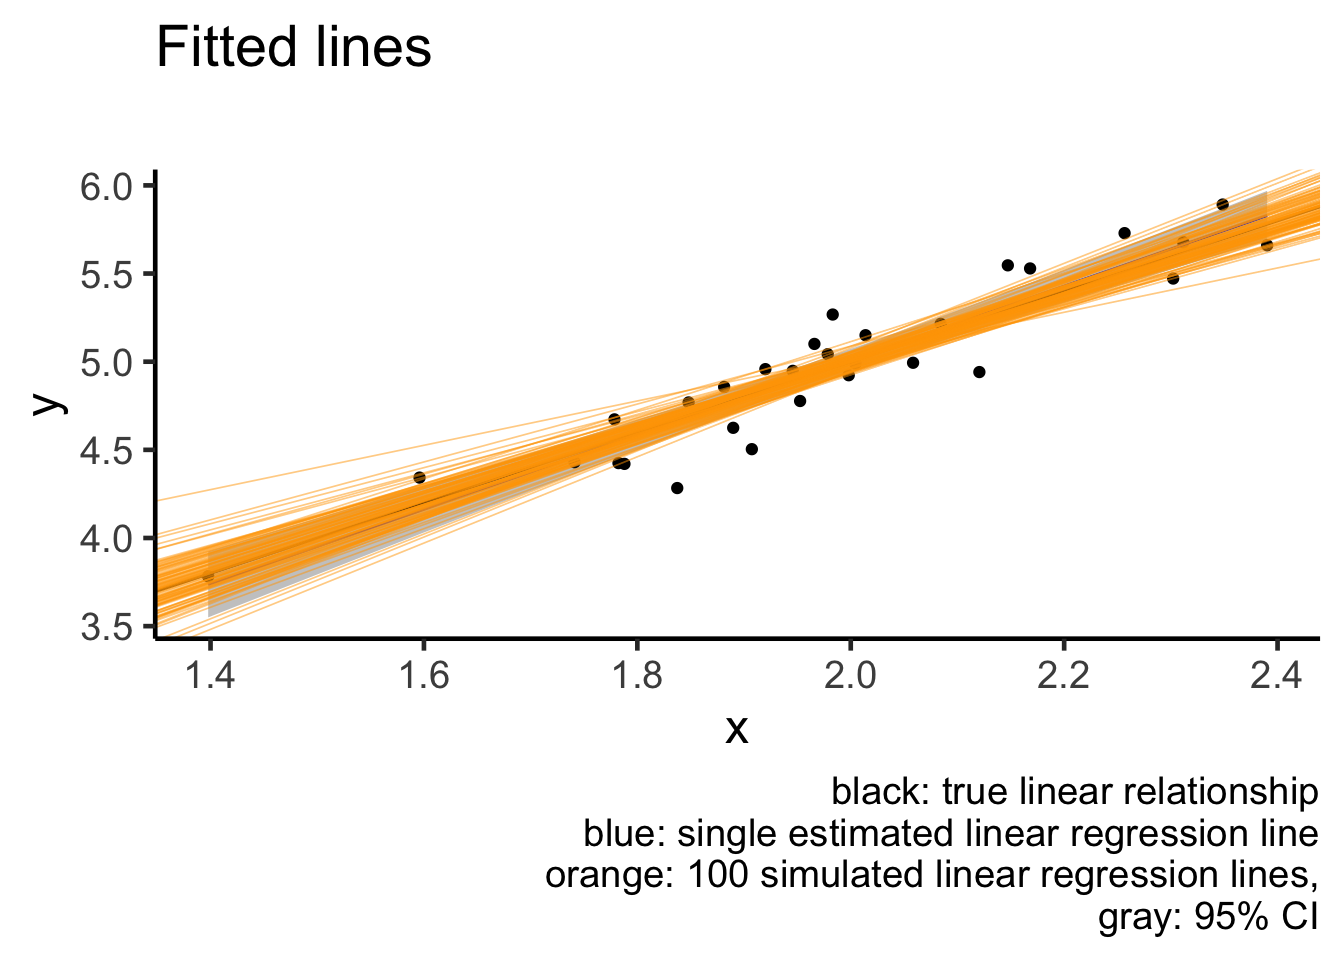 Fitted lines
6.0
5.5
5.0
4.5
4.0
3.5
y
1.4 1.6 1.8 2.0 2.2 2.4
x
black: true linear relationship
blue: single estimated linear regression line
orange: 100 simulated linear regression lines,
gray: 95% CI